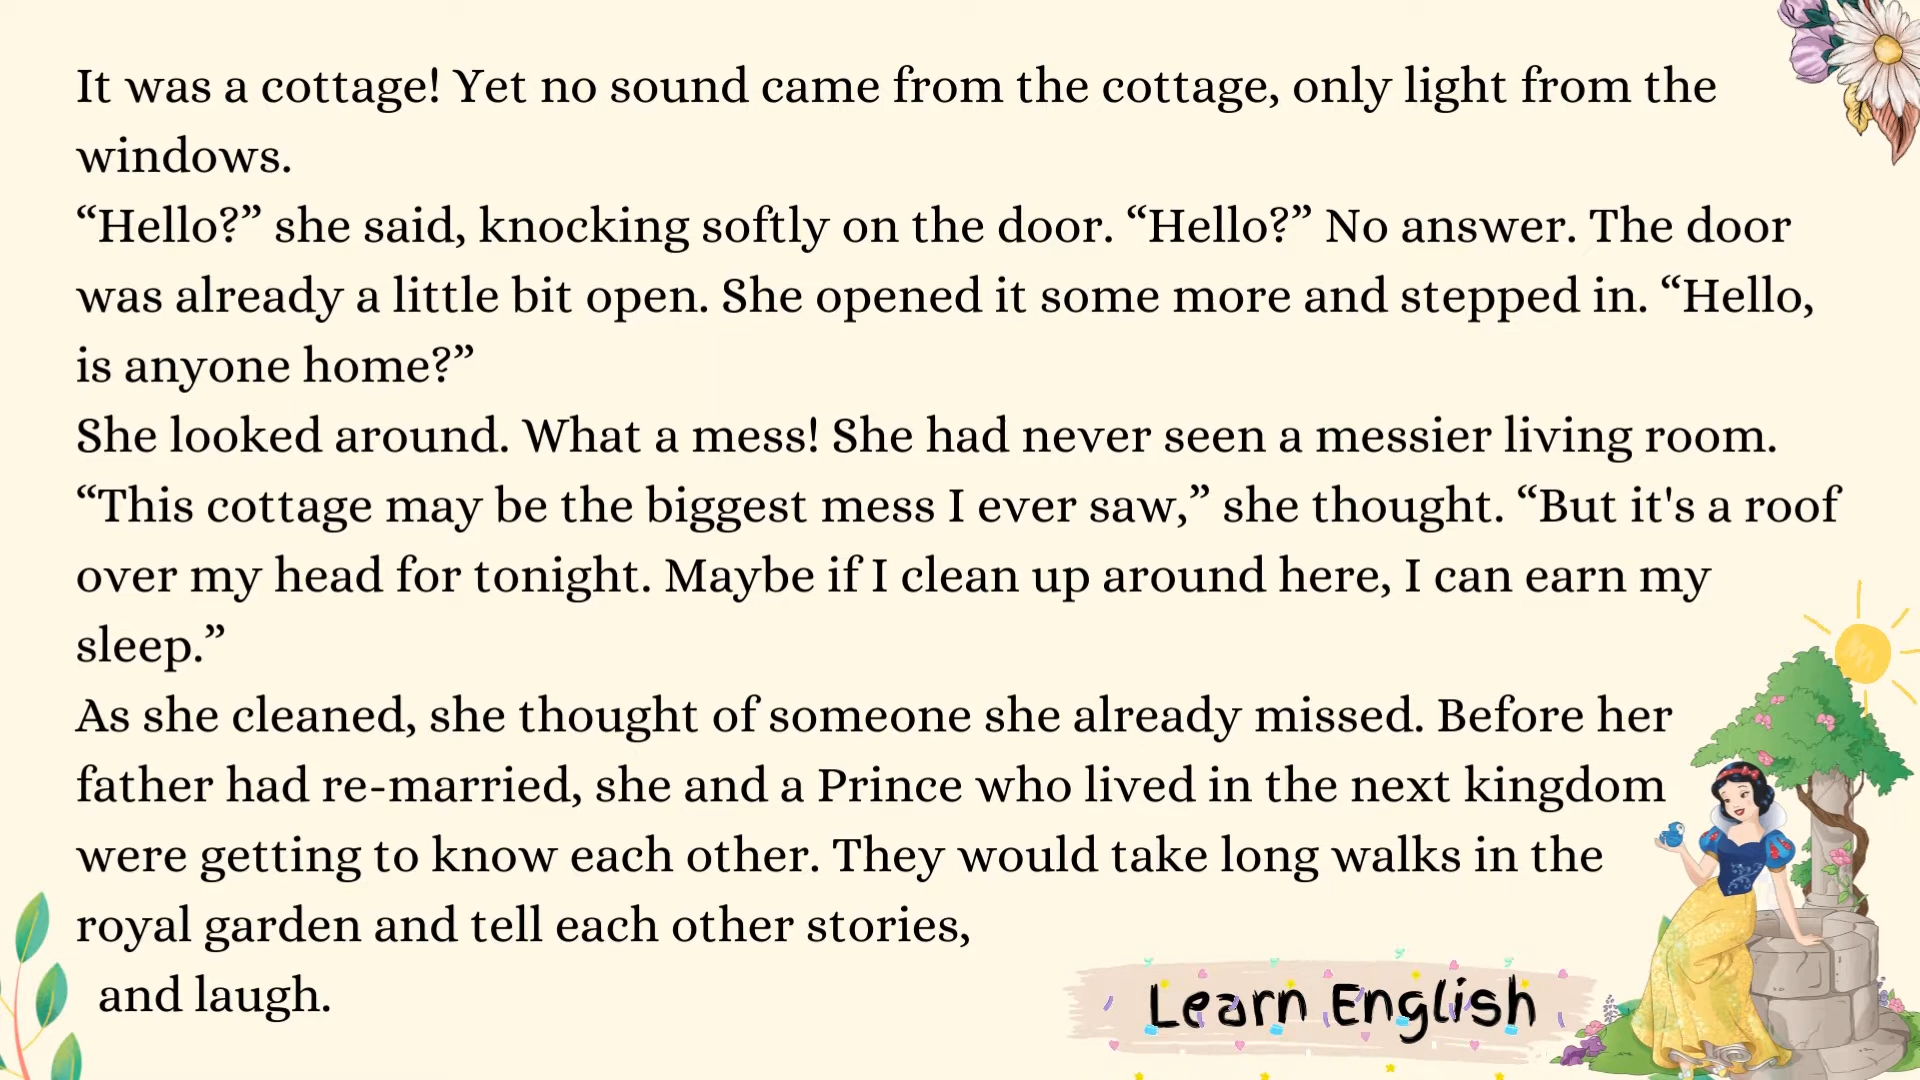 It was a cottage! Yet no sound came from the cottage, only light from the
windows.
“Hello?” she said, knocking softly on the door. “Hello?” No answer. The door
was already a little bit open. She opened it some more and stepped in. “Hello,
is anyone home?”
She looked around. What a mess! She had never seen a messier living room.
“This cottage may be the biggest mess I ever saw,” she thought. “But it's a roof
over my head for tonight. Maybe if I clean up around here, I can earn my
sleep.”
As she cleaned, she thought of someone she already missed. Before her
father had re-married, she and a Prince who lived in the next kingdom
were getting to know each other. They would take long walks in the
royal garden and tell each other stories,
and laugh.
Learn English